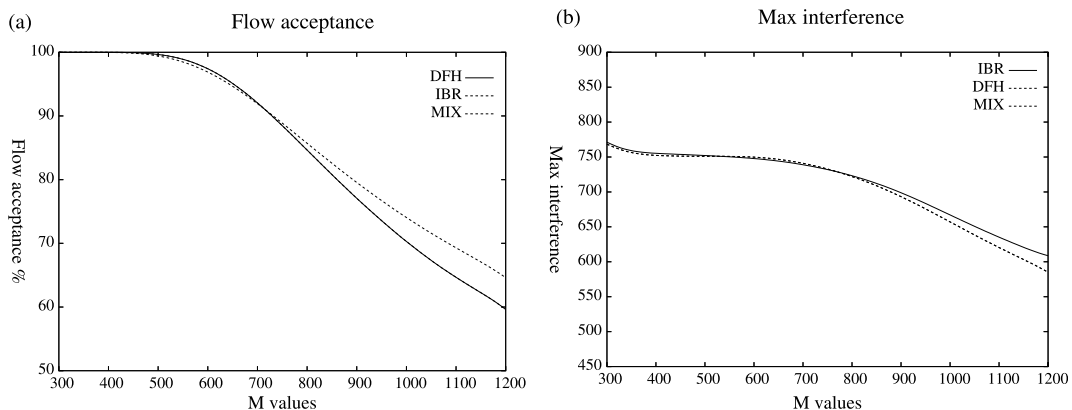 (a)
Flow acceptance
100
90
80
70
60
50
Flow acceptance %
DFH
IBR
MIX
300 400 500 600 700 800 900 1000 1100 1200
M values
(b)
Max interference
900
850
800
750
700
650
600
550
500
450
Max interference
IBR
DFH
MIX
300 400 500 600 700 800 900 1000 1100 1200
M values